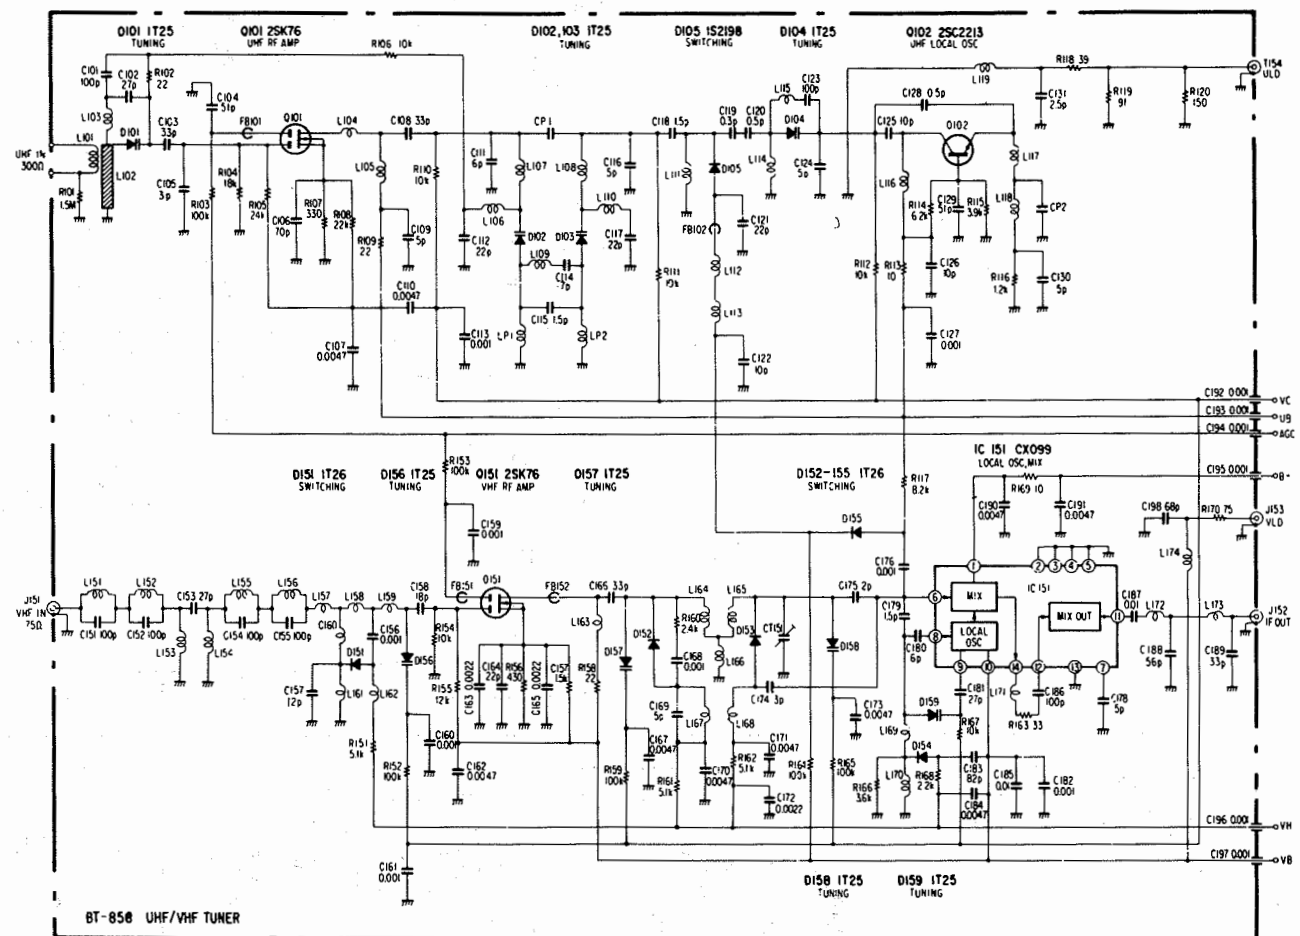 D101 1T25
TUNING
Q101 2SK76
UHF RF AMP
D102,103 1T25
TUNING
D105 1S2198
SWITCHING
D104 1T25
TUNING
Q102 2SC2213
UHF LOCAL OSC
R106 10k
C101
100p
C102
27p
R102
22
C104
51p
L103
L101
D101
C103
33p
FB101
Q101
L104
C108 33p
CP1
C118 1.5p
C119
0.3p
C120
0.5p
L115
C123
100p
D104
C128 0.5p
C125 10p
Q102
L119
R118 39
C131
2.5p
R119
91
R120
150
T154
ULD
UHF IN
300Ω
R101
1.5M
L102
C105
3p
R103
100k
R104
18k
R105
24k
C106
70p
R107
330
R108
22k
L105
R109
22
C109
5p
R110
10k
C111
6p
L106
C112
22p
L107
L108
L110
C116
5p
C117
22p
D102
D103
L109
C114
7p
C115 1.5p
LP1
LP2
C110
0.0047
C107
0.0047
C113
0.001
L111
R111
10k
D105
FB102
C121
22p
L112
L113
C122
10p
L114
C124
5p
L116
R112
10k
R113
10
R114
6.2k
C129
51p
R115
3.9k
C126
10p
C127
0.001
L117
L118
CP2
R116
1.2k
C130
5p
C192 0.001
VC
C193 0.001
UB
C194 0.001
AGC
R153
100k
D151 1T26
SWITCHING
D156 1T25
TUNING
Q151 2SK76
VHF RF AMP
D157 1T25
TUNING
D152-155 1T26
SWITCHING
R117
8.2k
IC 151 CX099
LOCAL OSC, MIX
R169 10
C190
0.0047
C191
0.0047
C195 0.001
B+
C198 68p
R170 75
J153
VLD
L174
C159
0.001
D155
C176
0.001
J151
VHF IN
75Ω
L151
C151 100p
L152
C152 100p
C153 27p
L153
L154
L155
C154 100p
L156
C155 100p
L157
L158
L159
C160
C156
0.001
D151
C157
12p
L161
L162
R151
5.1k
C158
18p
D156
R154
10k
R155
12k
R152
100k
C160
C162
0.0047
C161
0.001
FB151
Q151
FB152
C163 0.0022
C164
22p
R156
430
C165 0.0022
C157
1.5k
R158
22
L163
C165 33p
D157
R159
100k
C167
0.0047
D152
R160
2.4k
C168
0.001
C169
5p
R161
5.1k
L164
L165
L166
L167
L168
C170
0.0047
D153
CT151
C174 3p
R162
5.1k
C171
0.0047
C172
0.0022
C175 2p
D158
R164
100k
R165
100k
C173
0.0047
C179
1.5p
C180
6p
1
2
3
4
5
6
8
9
10
14
12
13
7
11
MIX
LOCAL
OSC
IC 151
MIX OUT
C187
0.01
L172
L173
C188
56p
C189
33p
J152
IF OUT
L169
L170
D159
D154
R166
3.6k
R167
10k
R168
2.2k
C181
27p
C183
82p
C184
0.0047
C185
0.01
C182
0.001
L171
R163 33
C186
100p
C178
5p
C196 0.001
VH
C197 0.001
VB
D158 1T25
TUNING
D159 1T25
TUNING
BT-858 UHF/VHF TUNER